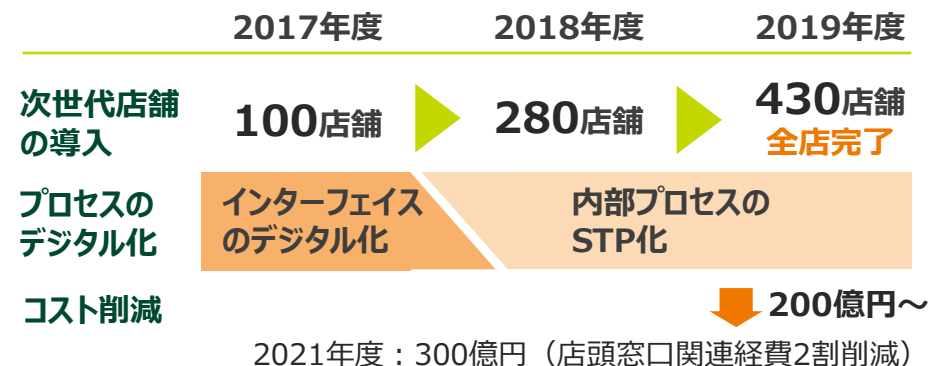 2017年度 2018年度 2019年度
次世代店舗
の導入
100店舗 280店舗 430店舗
全店完了
プロセスの
デジタル化
インターフェイス
のデジタル化
内部プロセスの
STP化
コスト削減
200億円～
2021年度：300億円（店頭窓口関連経費2割削減）